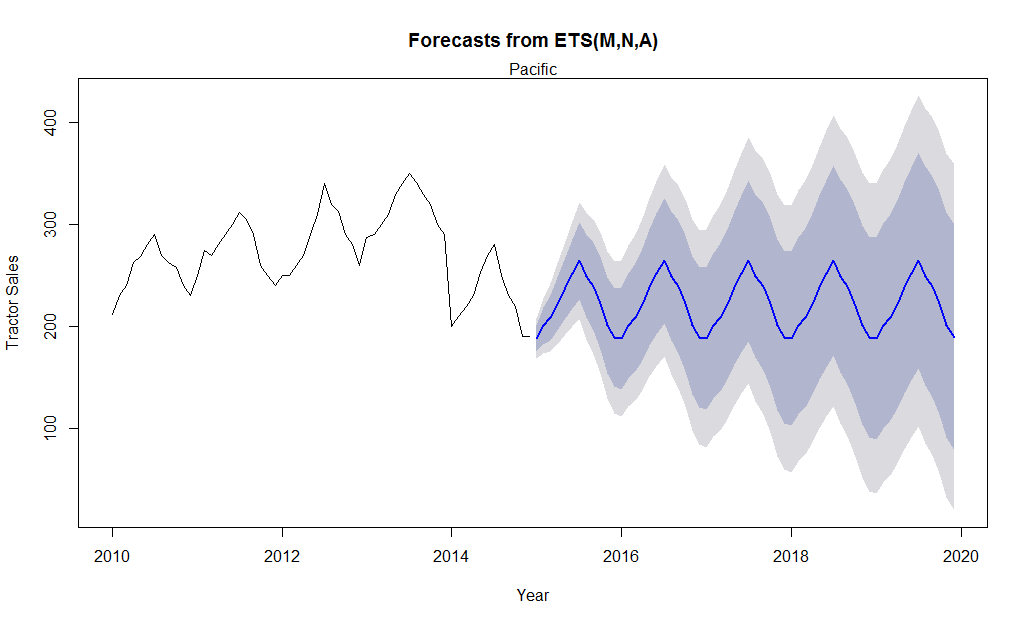 Forecasts from ETS(M,N,A)
Pacific
Tractor Sales
400
300
200
100
2010 2012 2014 2016 2018 2020
Year